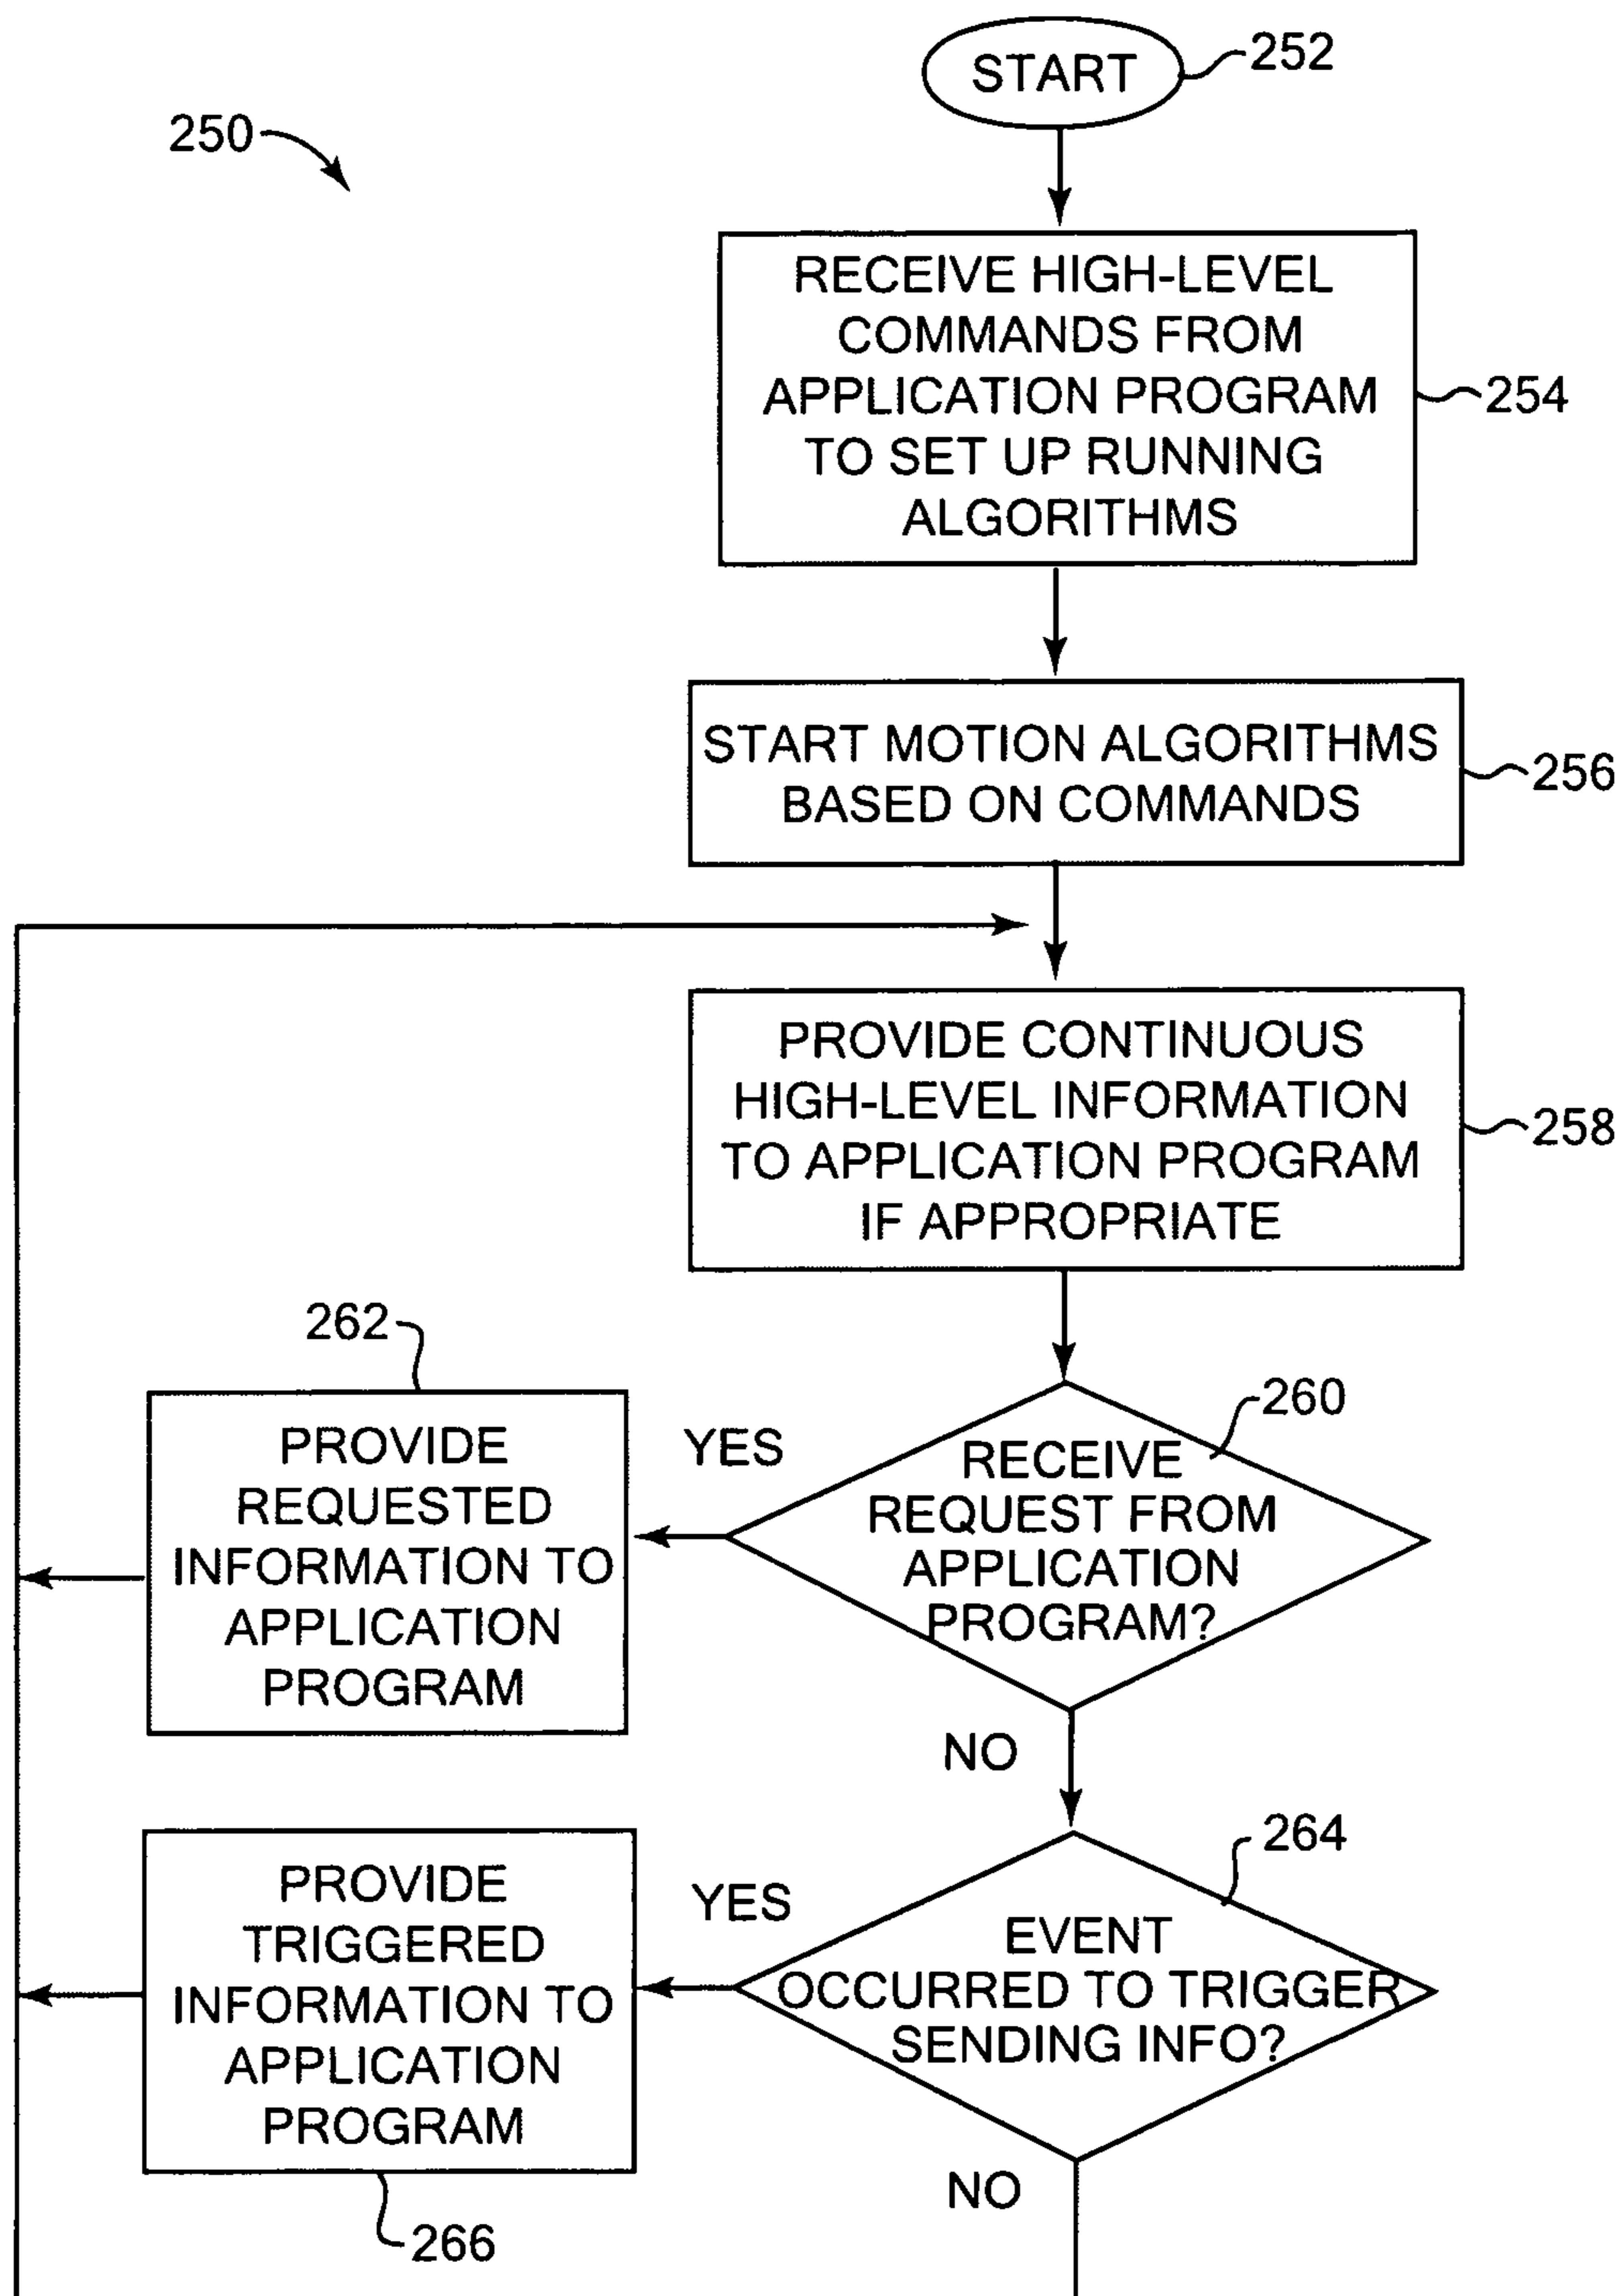 START
252
250
RECEIVE HIGH-LEVEL
COMMANDS FROM
APPLICATION PROGRAM
TO SET UP RUNNING
ALGORITHMS
254
START MOTION ALGORITHMS
BASED ON COMMANDS
256
PROVIDE CONTINUOUS
HIGH-LEVEL INFORMATION
TO APPLICATION PROGRAM
IF APPROPRIATE
258
260
RECEIVE
REQUEST FROM
APPLICATION
PROGRAM?
YES
262
PROVIDE
REQUESTED
INFORMATION TO
APPLICATION
PROGRAM
NO
264
EVENT
OCCURRED TO TRIGGER
SENDING INFO?
YES
PROVIDE
TRIGGERED
INFORMATION TO
APPLICATION
PROGRAM
266
NO